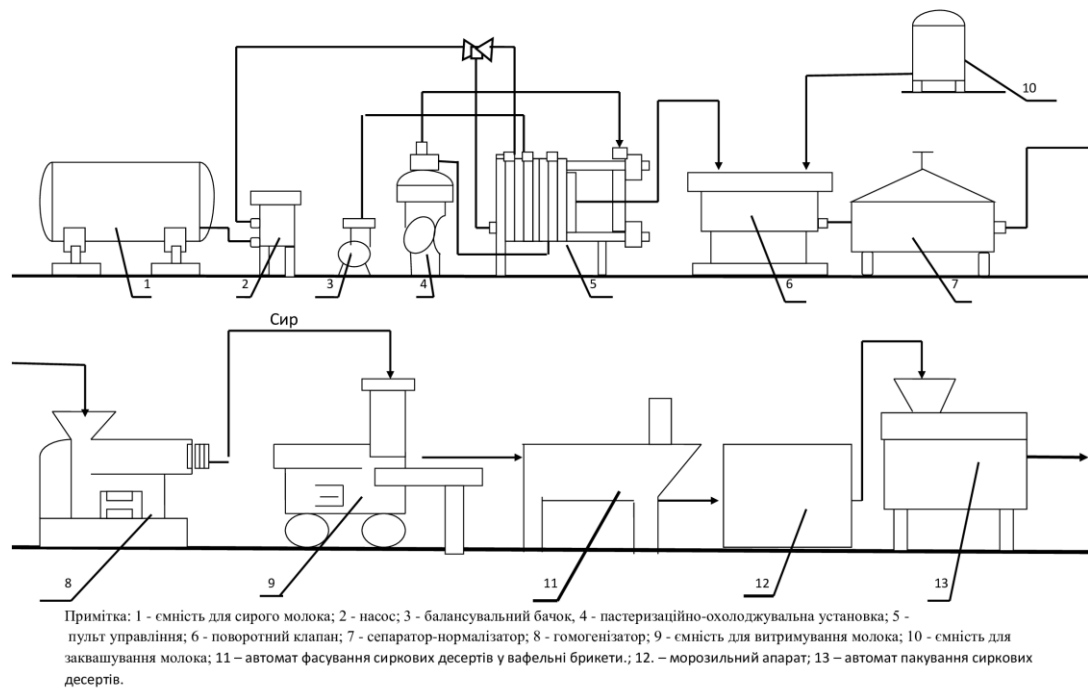 10
1
2
3
4
5
6
7
Сир
8
9
11
12
13
Примітка: 1 - ємність для сирого молока; 2 - насос; 3 - балансувальний бачок, 4 - пастеризаційно-охолоджувальна установка; 5 -
пульт управління; 6 - поворотний клапан; 7 - сепаратор-нормалізатор; 8 - гомогенізатор; 9 - ємність для витримування молока; 10 - ємність для
заквашування молока; 11 – автомат фасування сиркових десертів у вафельні брикети.; 12. – морозильний апарат; 13 – автомат пакування сиркових
десертів.